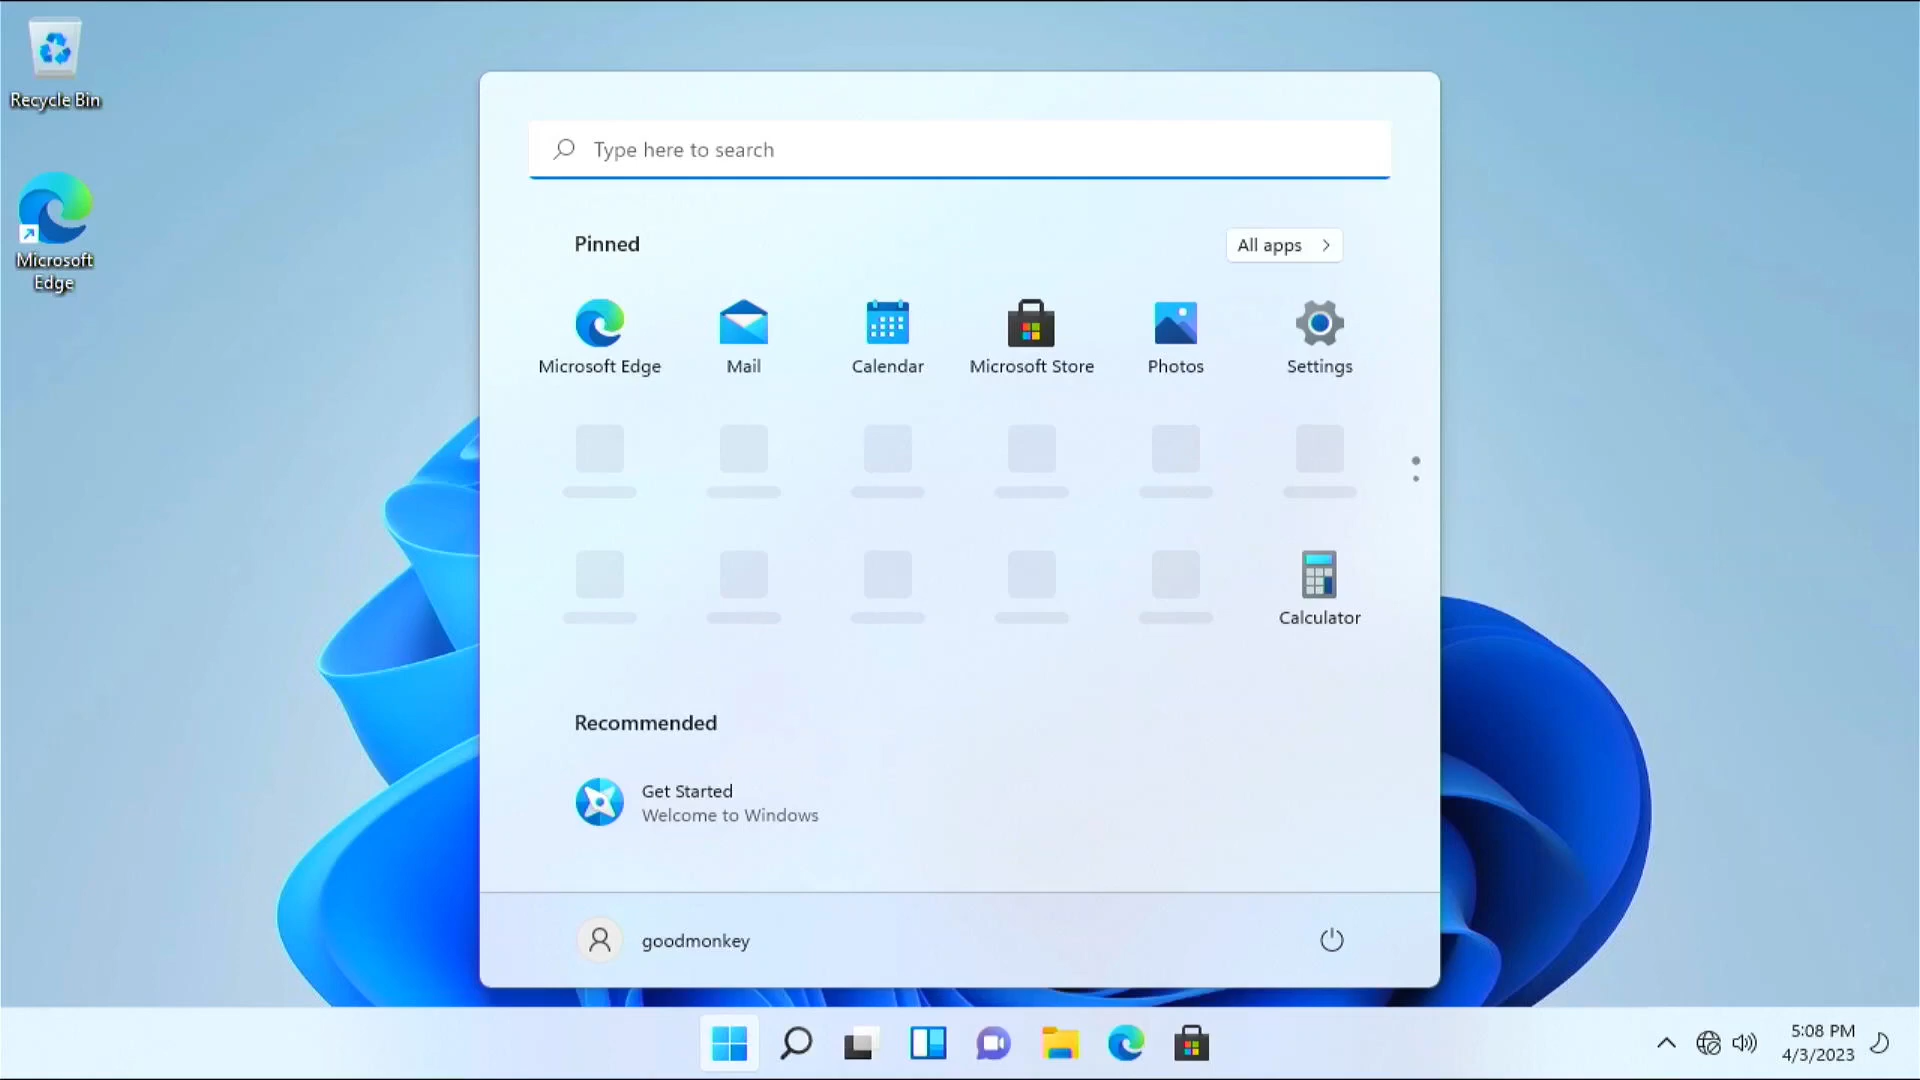 Recycle Bin
Microsoft
Edge
Type here to search
Pinned
All apps
Microsoft Edge
Mail
Calendar
Microsoft Store
Photos
Settings
Calculator
Recommended
Get Started
Welcome to Windows
goodmonkey
5:08 PM
4/3/2023